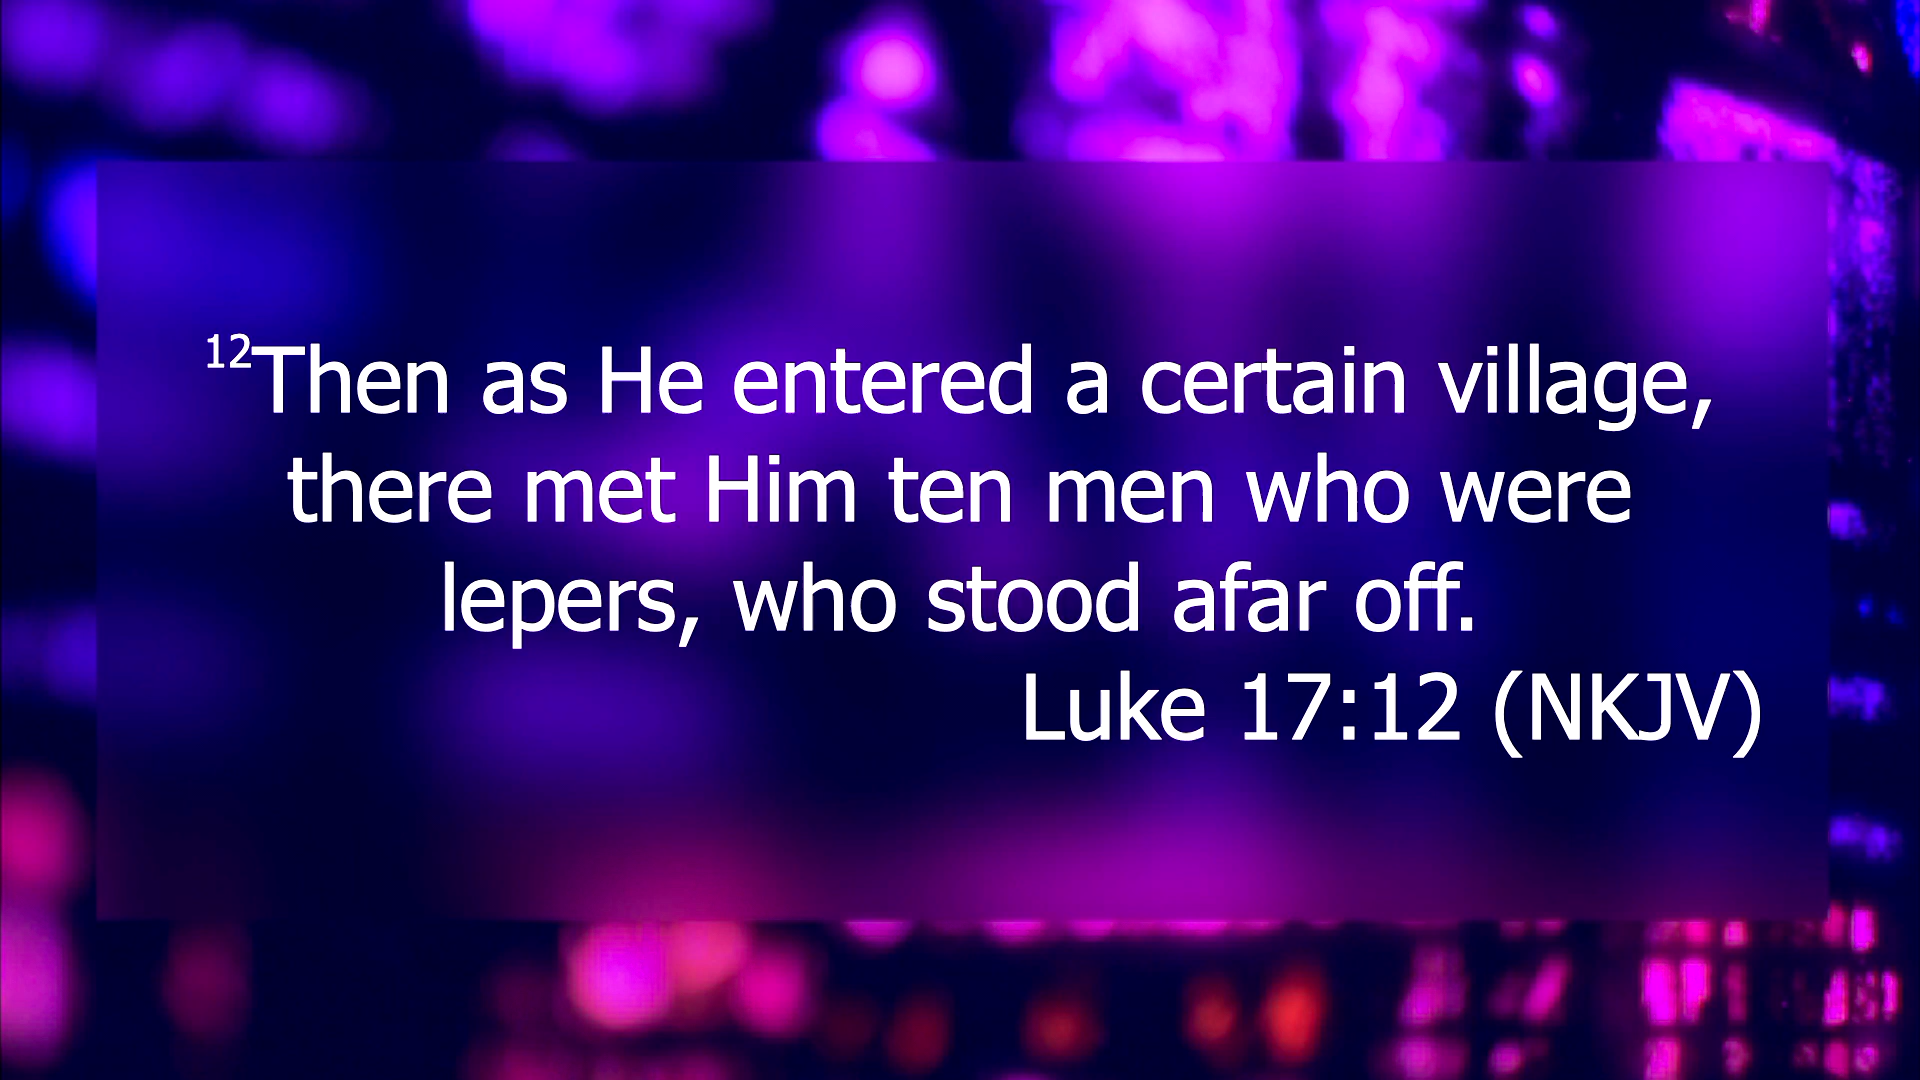 12Then as He entered a certain village,
there met Him ten men who were
lepers, who stood afar off.
Luke 17:12 (NKJV)